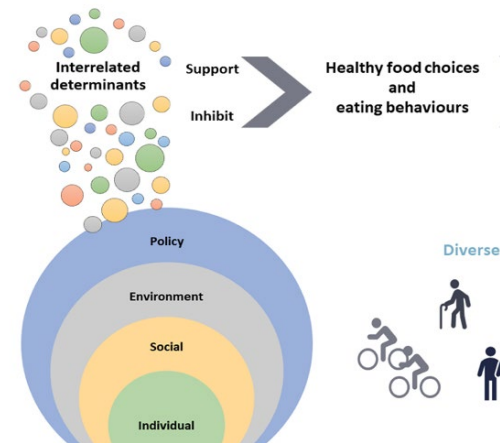 Interrelated
determinants
Support
Inhibit
Healthy food choices
and
eating behaviours
Policy
Environment
Social
Individual
Diverse